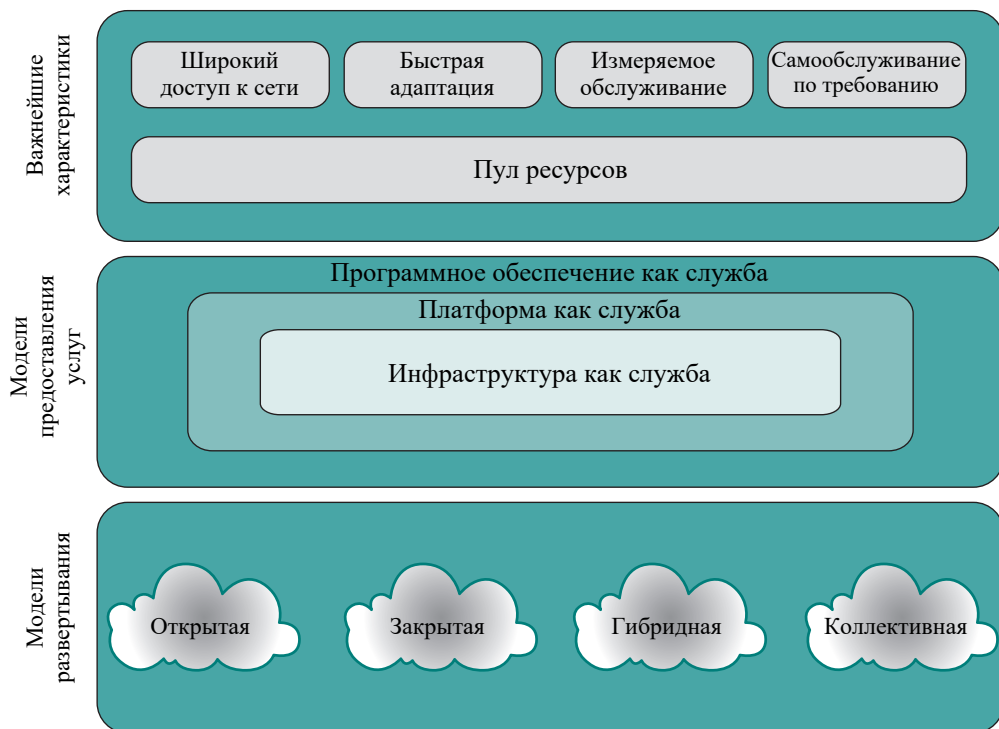 Важнейшие
характеристики
Широкий
доступ к сети
Быстрая
адаптация
Измеряемое
обслуживание
Самообслуживание
по требованию
Пул ресурсов
Модели
предоставления
услуг
Программное обеспечение как служба
Платформа как служба
Инфраструктура как служба
Модели
развертывания
Открытая
Закрытая
Гибридная
Коллективная